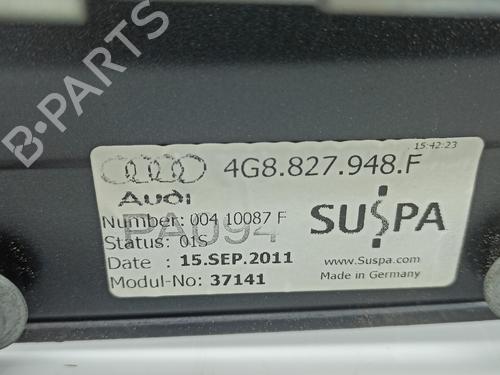 B-PARTS
15:42:23
4G8.827.948.F
Audi
Number: 004 10087 F
PA094
SUSPA
Status: 01S
Date : 15.SEP.2011
www.Suspa.com
Modul-No: 37141
Made in Germany